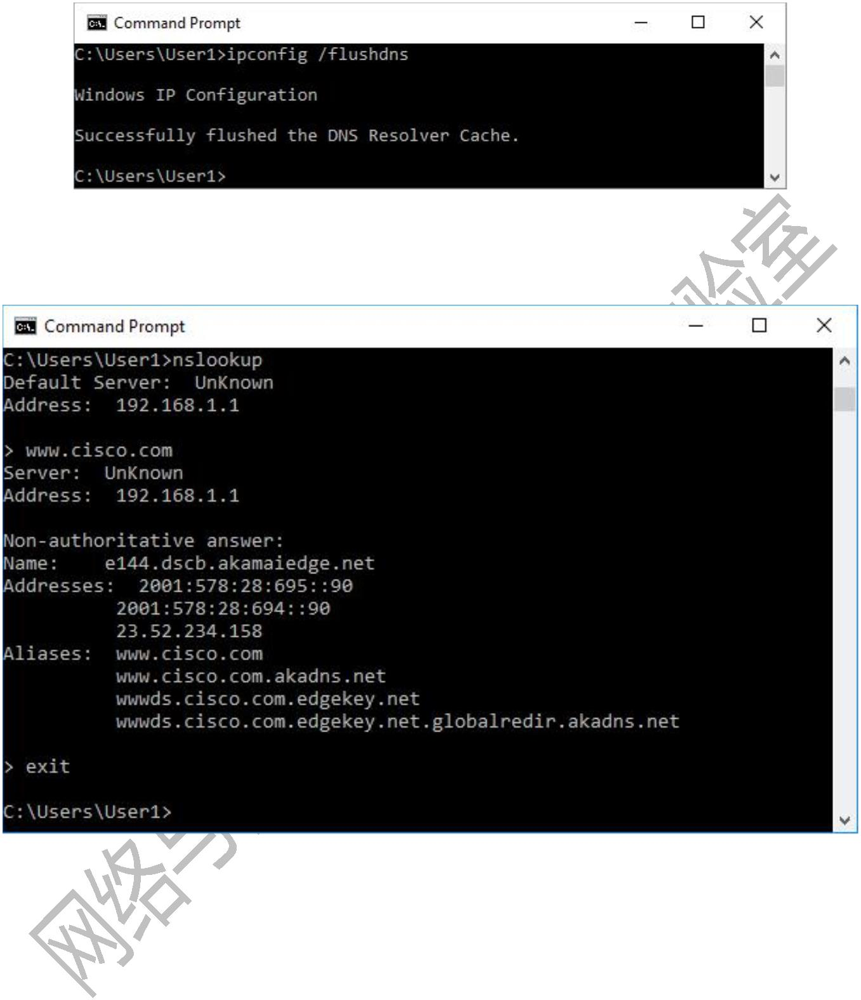 Command Prompt
C:\Users\User1>ipconfig /flushdns
Windows IP Configuration
Successfully flushed the DNS Resolver Cache.
C:\Users\User1>
验室
Command Prompt
C:\Users\User1>nslookup
Default Server:  UnKnown
Address:  192.168.1.1
> www.cisco.com
Server:  UnKnown
Address:  192.168.1.1
Non-authoritative answer:
Name:    e144.dscb.akamaiedge.net
Addresses:  2001:578:28:695::90
2001:578:28:694::90
23.52.234.158
Aliases:  www.cisco.com
www.cisco.com.akadns.net
wwwds.cisco.com.edgekey.net
wwwds.cisco.com.edgekey.net.globalredir.akadns.net
> exit
C:\Users\User1>
网络与